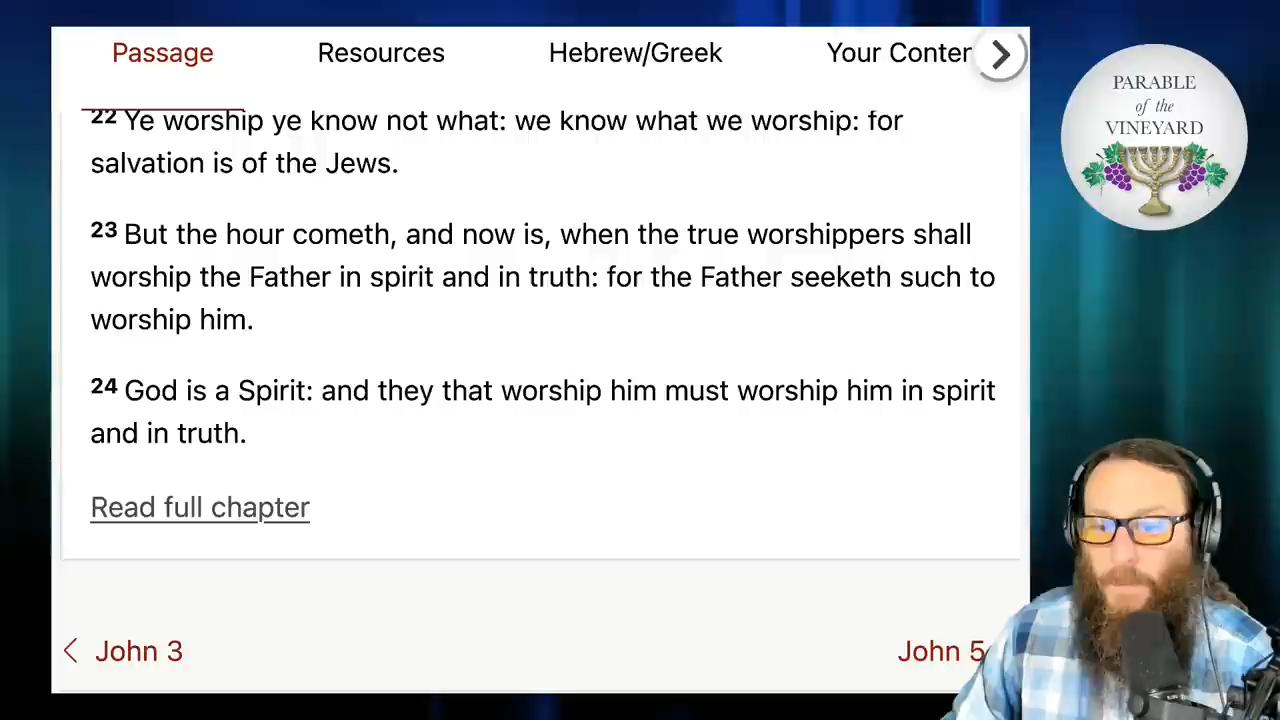 Passage
Resources
Hebrew/Greek
Your Conten
PARABLE
of the
VINEYARD
22 Ye worship ye know not what: we know what we worship: for
salvation is of the Jews.
23 But the hour cometh, and now is, when the true worshippers shall
worship the Father in spirit and in truth: for the Father seeketh such to
worship him.
24 God is a Spirit: and they that worship him must worship him in spirit
and in truth.
Read full chapter
John 3
John 5